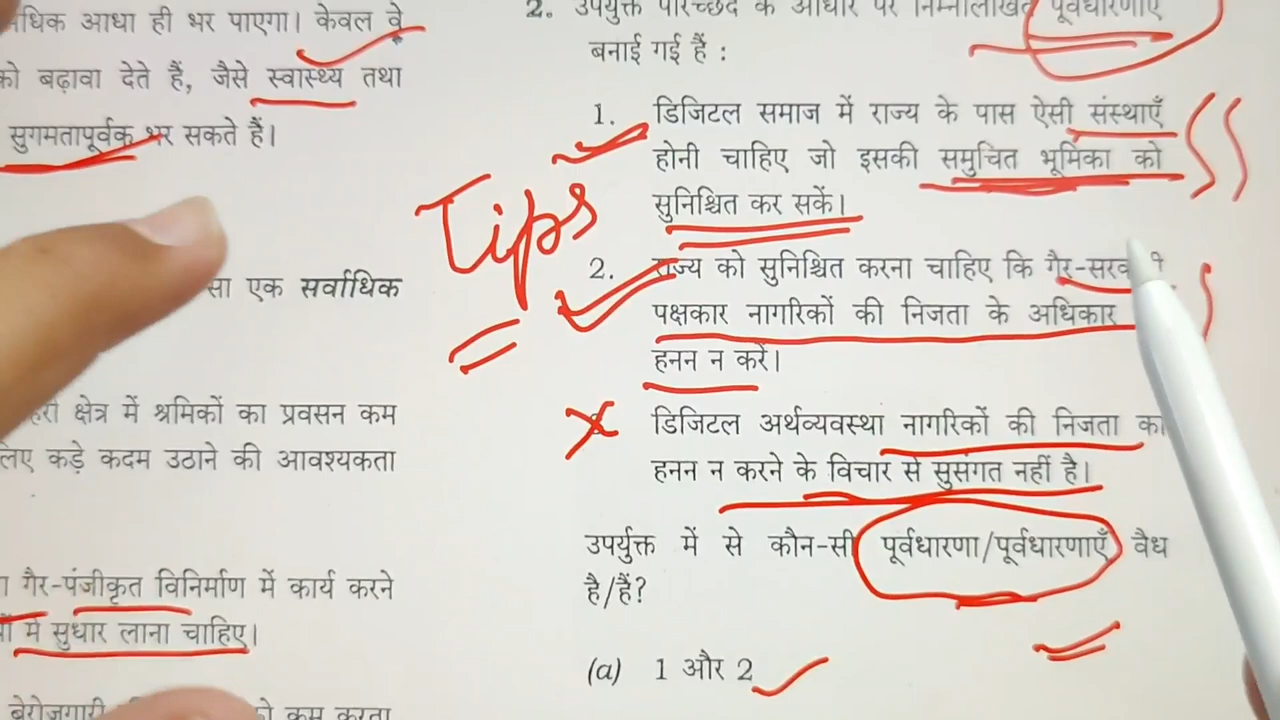 आधा ही भर पाएगा। केवल वे
को बढ़ावा देते हैं, जैसे स्वास्थ्य तथा
सुगमतापूर्वक भर सकते हैं।
सा एक सर्वाधिक
क्षेत्र में श्रमिकों का प्रवसन कम
लिए कड़े कदम उठाने की आवश्यकता
गैर-पंजीकृत विनिर्माण में कार्य करने
में सुधार लाना चाहिए।
बेरोजगारी को कम करता
2. उपर्युक्त परिच्छेद के आधार पर निम्नलिखित पूर्वधारणाएँ
बनाई गई हैं :
1. डिजिटल समाज में राज्य के पास ऐसी संस्थाएँ
होनी चाहिए जो इसकी समुचित भूमिका को
सुनिश्चित कर सकें।
Tips
2. राज्य को सुनिश्चित करना चाहिए कि
पक्षकार नागरिकों की निजता के अधिकार
हनन न करें।
डिजिटल अर्थव्यवस्था नागरिकों की निजता का
हनन न करने के विचार से सुसंगत नहीं है।
उपर्युक्त में से कौन-सी पूर्वधारणा/पूर्वधारणाएँ वैध
है/हैं?
(a) 1 और 2